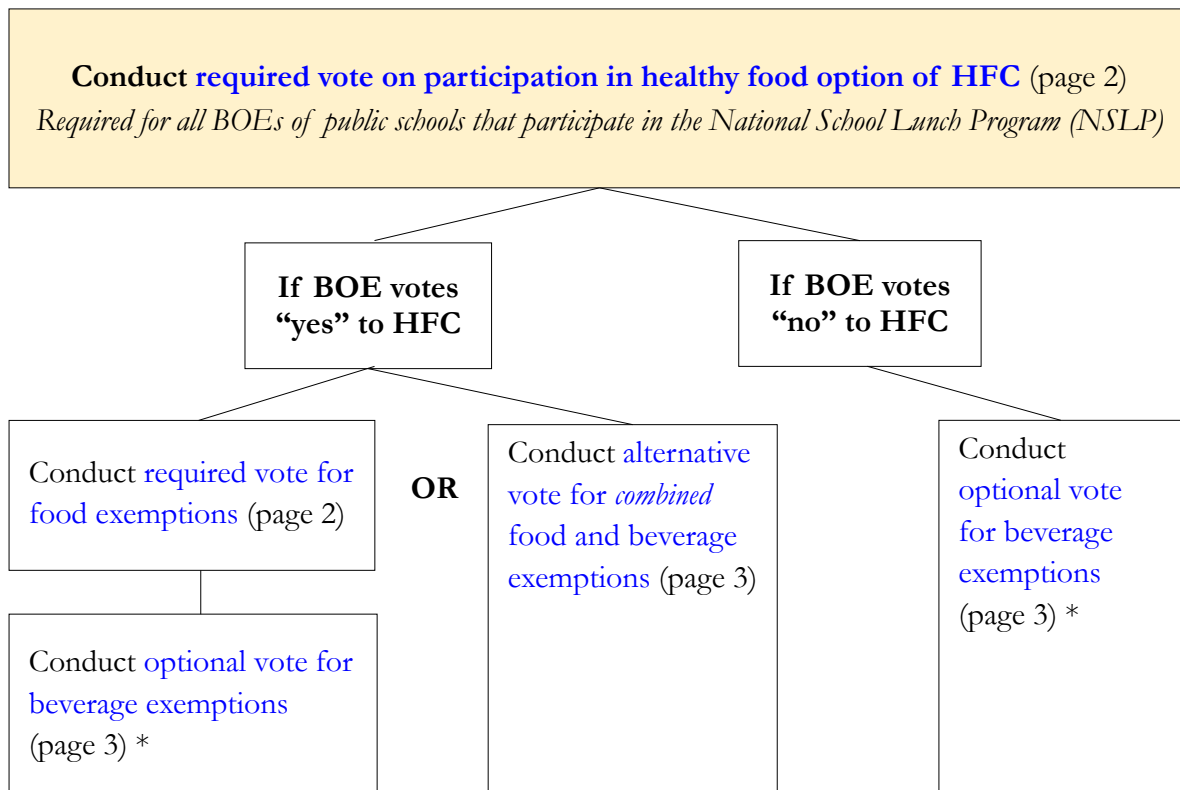 Conduct required vote on participation in healthy food option of HFC (page 2)
Required for all BOEs of public schools that participate in the National School Lunch Program (NSLP)
If BOE votes
“yes” to HFC
If BOE votes
“no” to HFC
Conduct required vote for
food exemptions (page 2)
OR
Conduct alternative
vote for combined
food and beverage
exemptions (page 3)
Conduct
optional vote
for beverage
exemptions
(page 3) *
Conduct optional vote for
beverage exemptions
(page 3) *